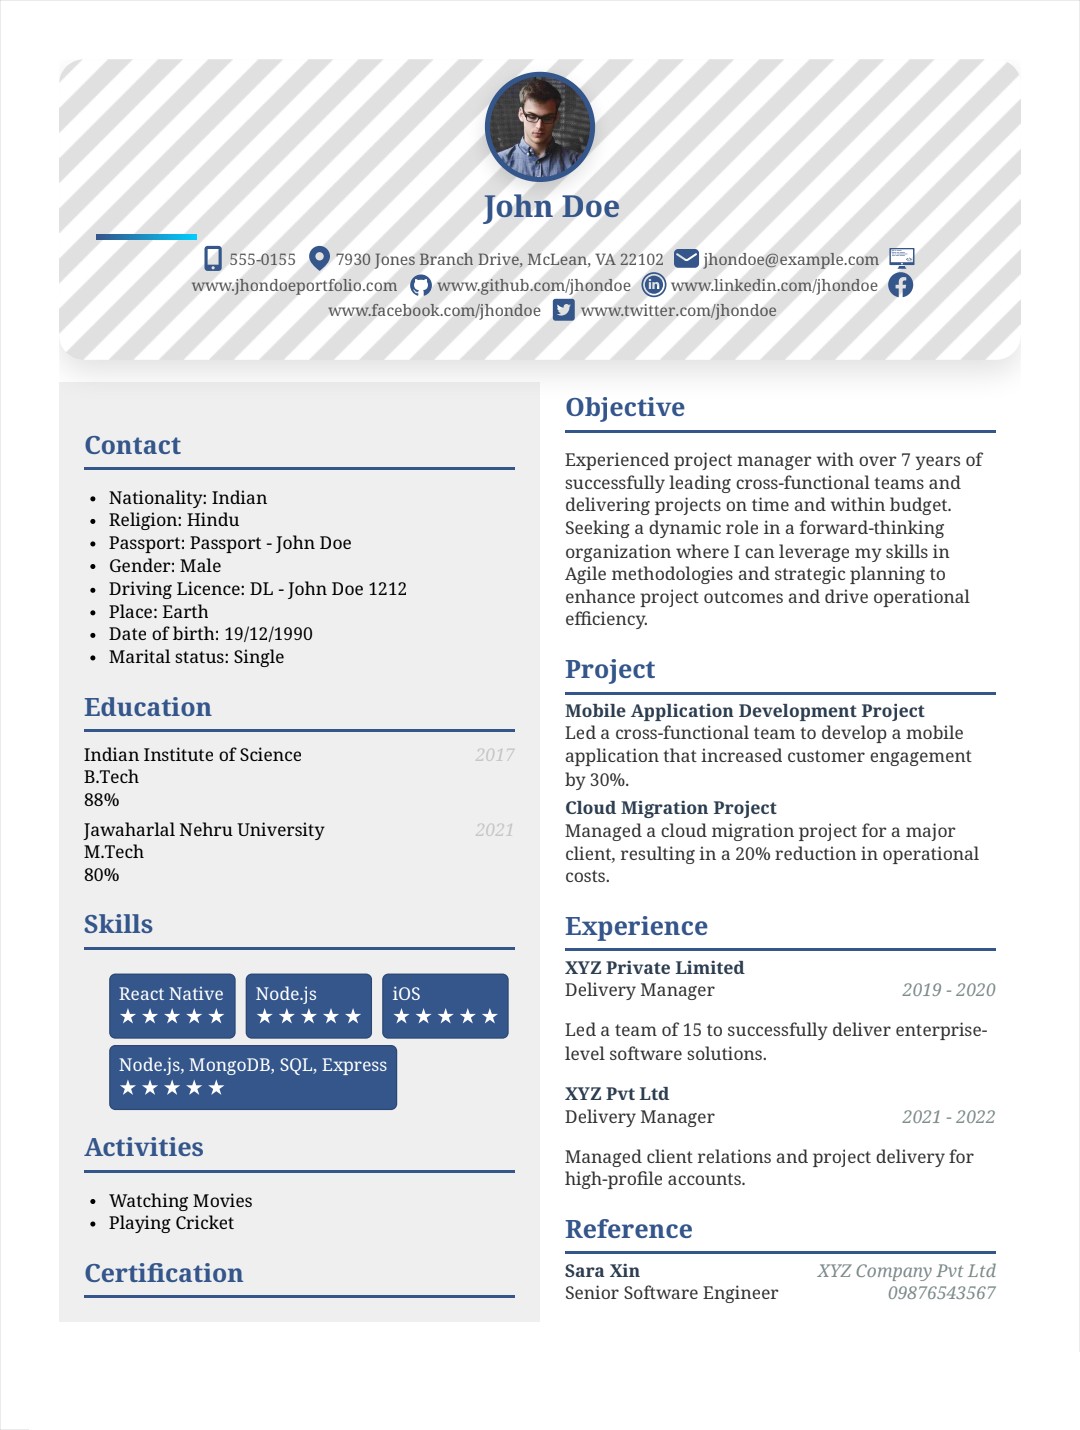 John Doe
555-0155 7930 Jones Branch Drive, McLean, VA 22102 jhondoe@example.com
www.jhondoeportfolio.com www.github.com/jhondoe www.linkedin.com/jhondoe
www.facebook.com/jhondoe www.twitter.com/jhondoe
Contact
• Nationality: Indian
• Religion: Hindu
• Passport: Passport - John Doe
• Gender: Male
• Driving Licence: DL - John Doe 1212
• Place: Earth
• Date of birth: 19/12/1990
• Marital status: Single
Education
Indian Institute of Science 2017
B.Tech
88%
Jawaharlal Nehru University 2021
M.Tech
80%
Skills
React Native Node.js iOS
★ ★ ★ ★ ★ ★ ★ ★ ★ ★ ★ ★ ★ ★ ★
Node.js, MongoDB, SQL, Express
★ ★ ★ ★ ★
Activities
• Watching Movies
• Playing Cricket
Certification
Objective
Experienced project manager with over 7 years of
successfully leading cross-functional teams and
delivering projects on time and within budget.
Seeking a dynamic role in a forward-thinking
organization where I can leverage my skills in
Agile methodologies and strategic planning to
enhance project outcomes and drive operational
efficiency.
Project
Mobile Application Development Project
Led a cross-functional team to develop a mobile
application that increased customer engagement
by 30%.
Cloud Migration Project
Managed a cloud migration project for a major
client, resulting in a 20% reduction in operational
costs.
Experience
XYZ Private Limited
Delivery Manager 2019 - 2020
Led a team of 15 to successfully deliver enterprise-
level software solutions.
XYZ Pvt Ltd
Delivery Manager 2021 - 2022
Managed client relations and project delivery for
high-profile accounts.
Reference
Sara Xin XYZ Company Pvt Ltd
Senior Software Engineer 09876543567